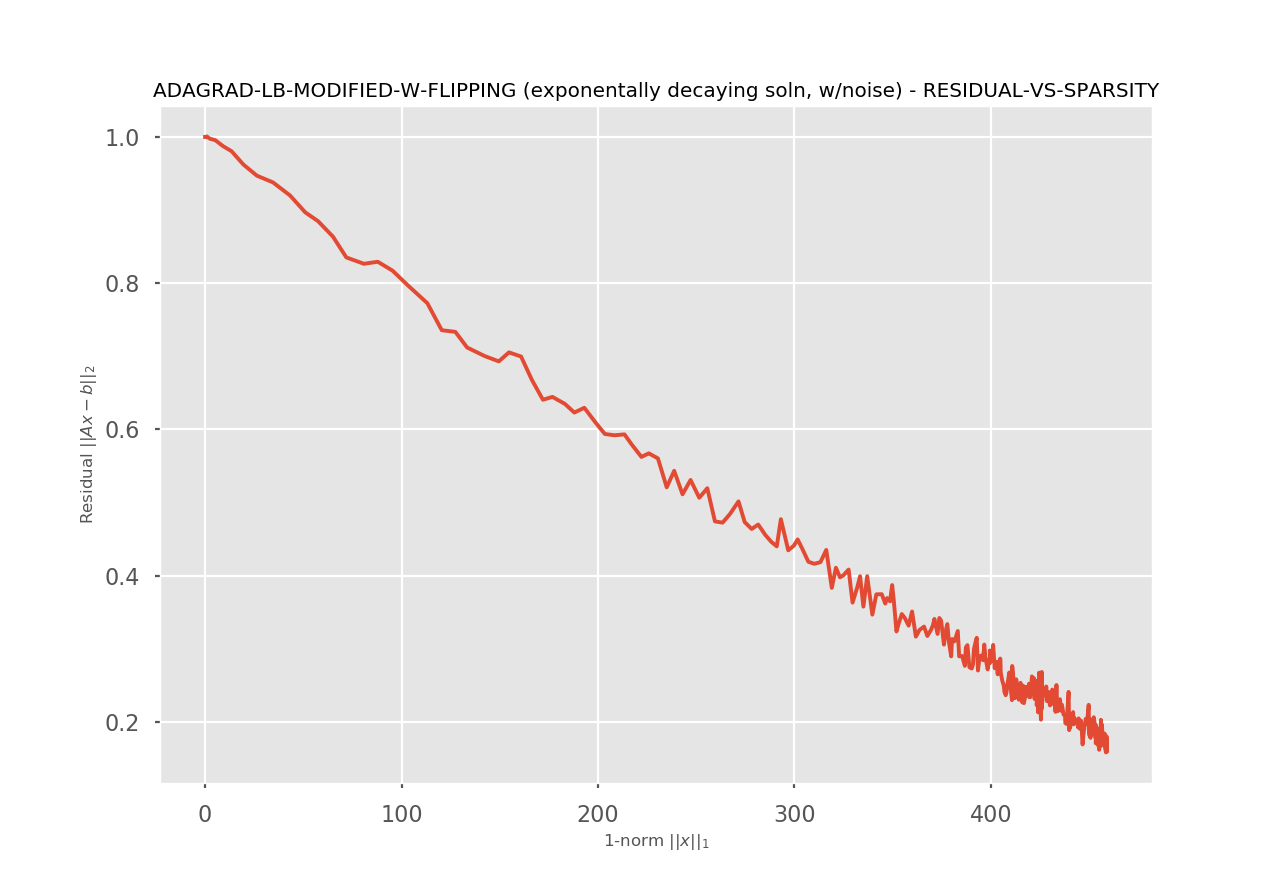 ADAGRAD-LB-MODIFIED-W-FLIPPING (exponentially decaying soln, w/noise) - RESIDUAL-VS-SPARSITY
1.0
0.8
0.6
0.4
0.2
Residual ||Ax − b||₂
0 100 200 300 400
1-norm ||x||₁